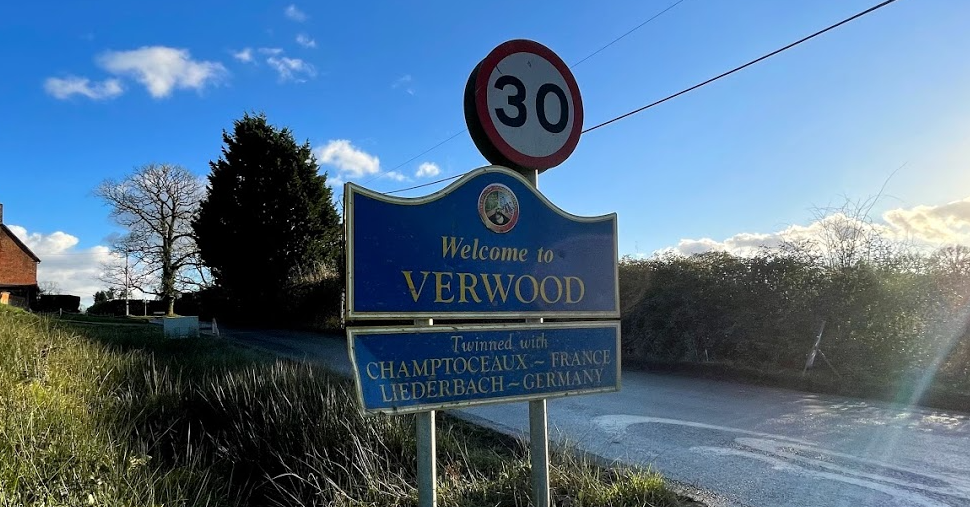 30
Welcome to
VERWOOD
Twinned with
CHAMPTOCEAUX ~ FRANCE
LIEDERBACH ~ GERMANY